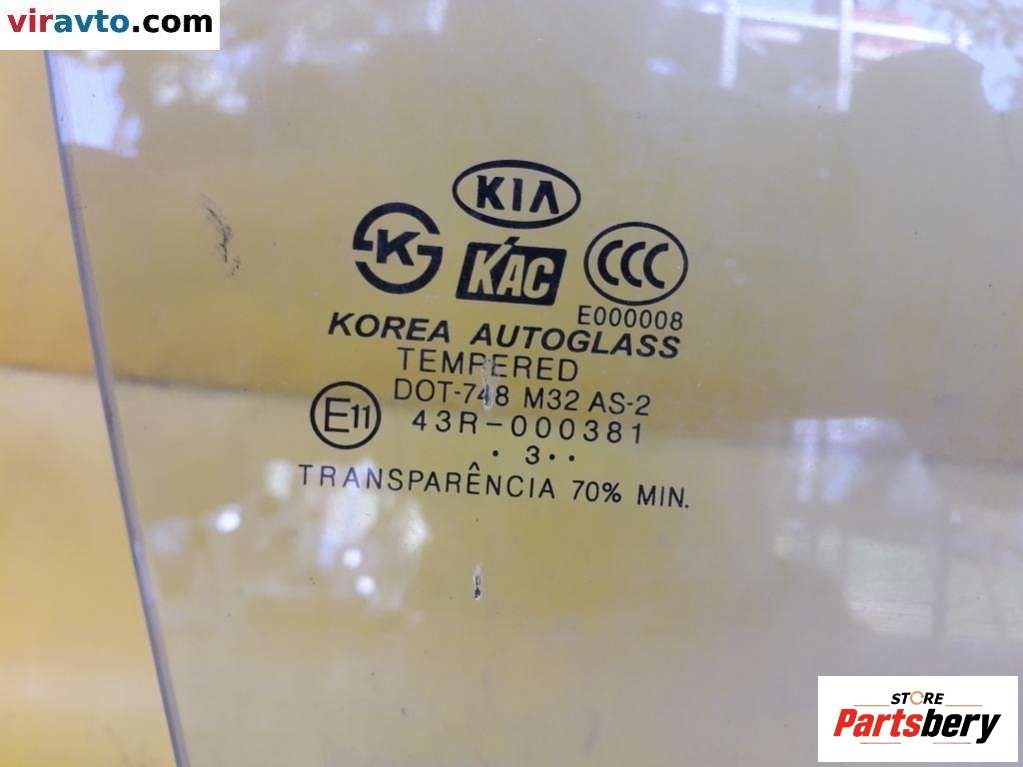 viravto.com
KIA
K
KAC
CCC
E000008
KOREA AUTOGLASS
TEMPERED
DOT-748 M32 AS-2
E11
43R-000381
· 3 · ·
TRANSPARÊNCIA 70% MIN.
STORE
Partsbery